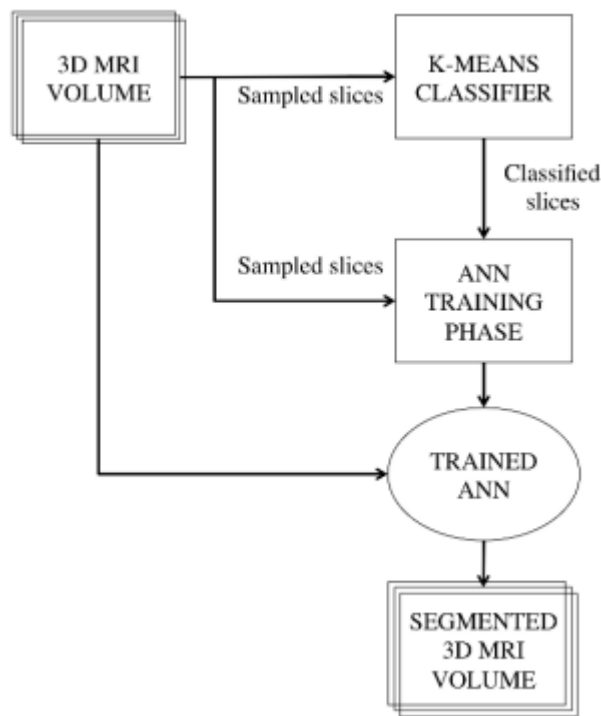 3D MRI
VOLUME
Sampled slices
K-MEANS
CLASSIFIER
Classified
slices
Sampled slices
ANN
TRAINING
PHASE
TRAINED
ANN
SEGMENTED
3D MRI
VOLUME